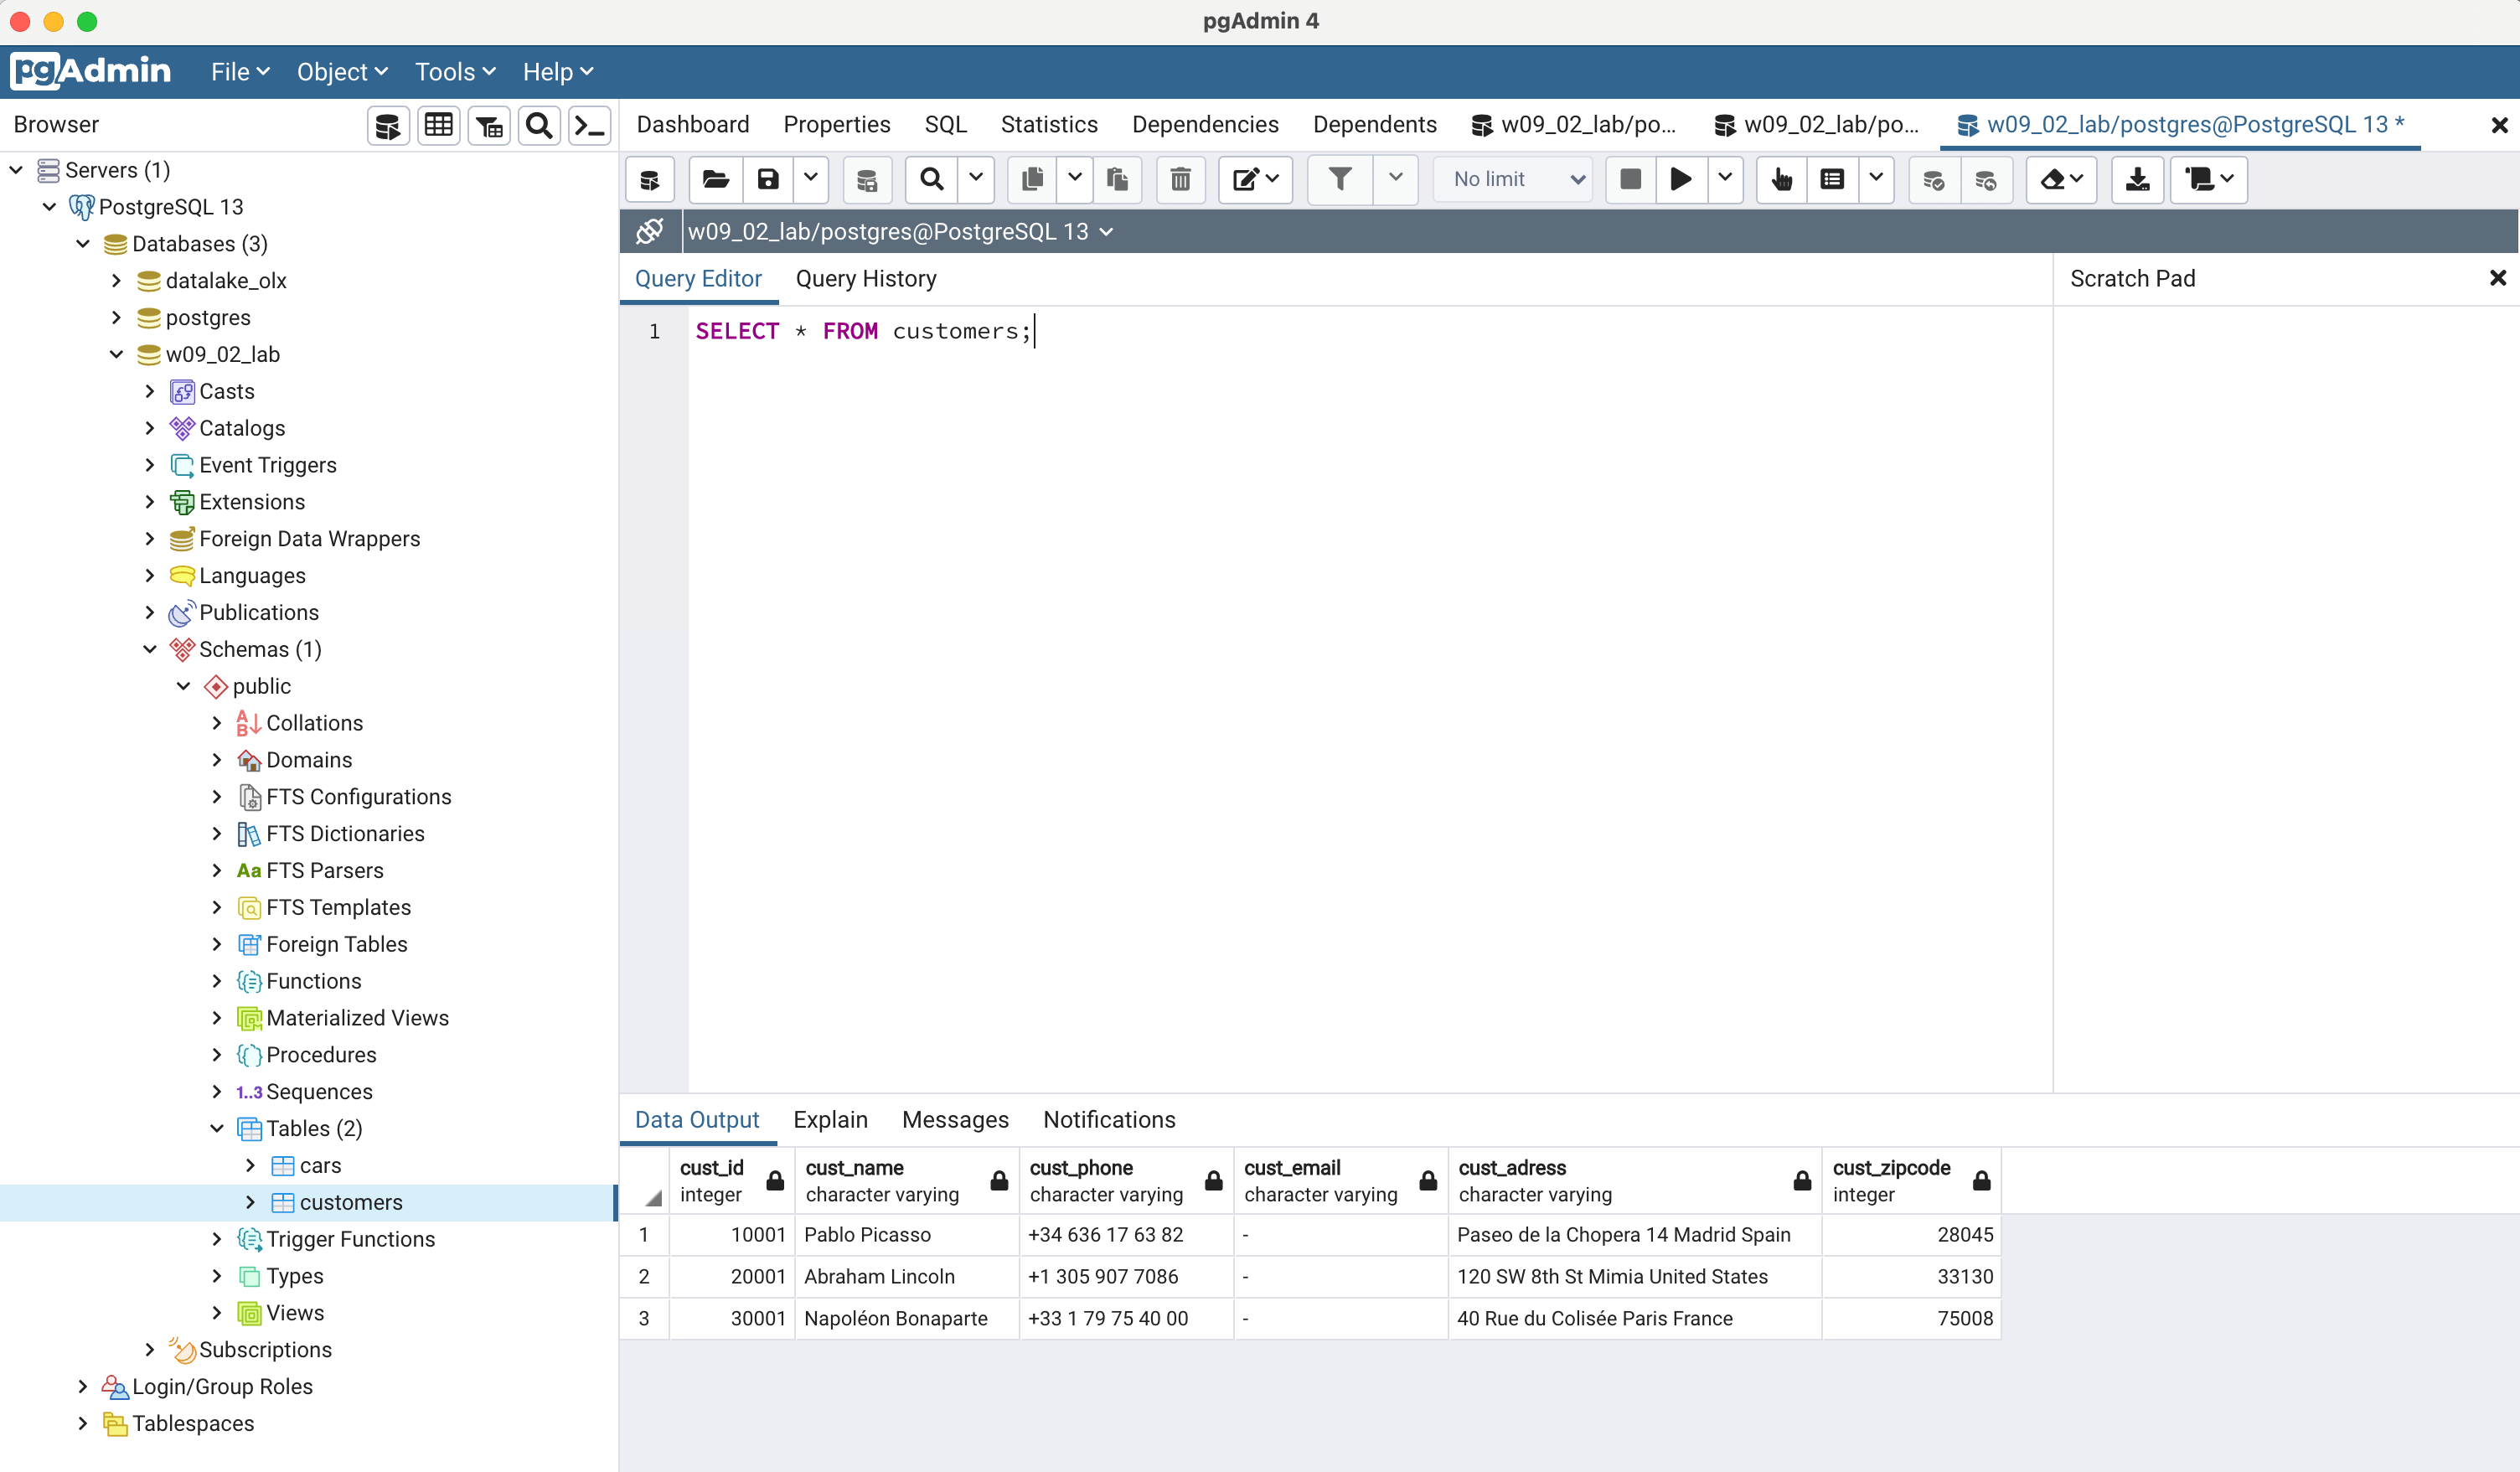 pgAdmin 4
pgAdmin File Object Tools Help
Browser
Dashboard Properties SQL Statistics Dependencies Dependents w09_02_lab/po... w09_02_lab/po... w09_02_lab/postgres@PostgreSQL 13 *
No limit
w09_02_lab/postgres@PostgreSQL 13
Query Editor Query History
Scratch Pad
1 SELECT * FROM customers;
Servers (1)
PostgreSQL 13
Databases (3)
datalake_olx
postgres
w09_02_lab
Casts
Catalogs
Event Triggers
Extensions
Foreign Data Wrappers
Languages
Publications
Schemas (1)
public
Collations
Domains
FTS Configurations
FTS Dictionaries
Aa FTS Parsers
FTS Templates
Foreign Tables
Functions
Materialized Views
Procedures
1..3 Sequences
Tables (2)
cars
customers
Trigger Functions
Types
Views
Subscriptions
Login/Group Roles
Tablespaces
Data Output Explain Messages Notifications
cust_id cust_name cust_phone cust_email cust_adress cust_zipcode
integer character varying character varying character varying character varying integer
1 10001 Pablo Picasso +34 636 17 63 82 - Paseo de la Chopera 14 Madrid Spain 28045
2 20001 Abraham Lincoln +1 305 907 7086 - 120 SW 8th St Mimia United States 33130
3 30001 Napoléon Bonaparte +33 1 79 75 40 00 - 40 Rue du Colisée Paris France 75008